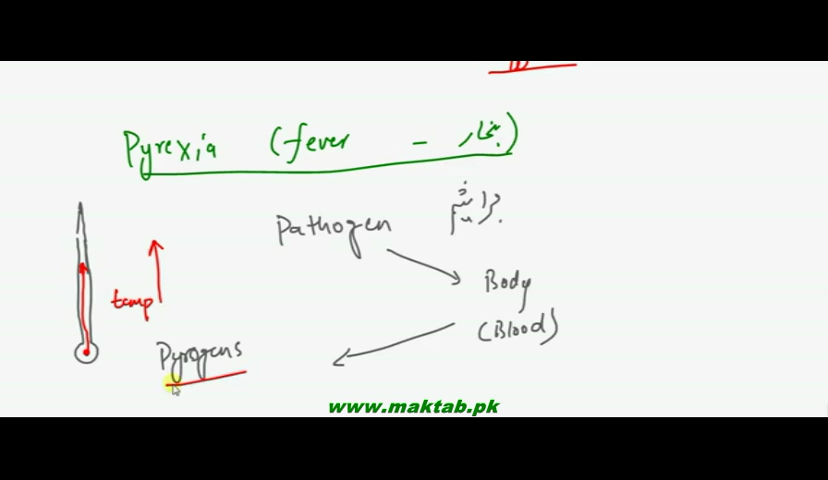 Pyrexia (fever - بخار)
Pathogen جراثیم
Body
temp
(Blood)
Pyrogens
www.maktab.pk